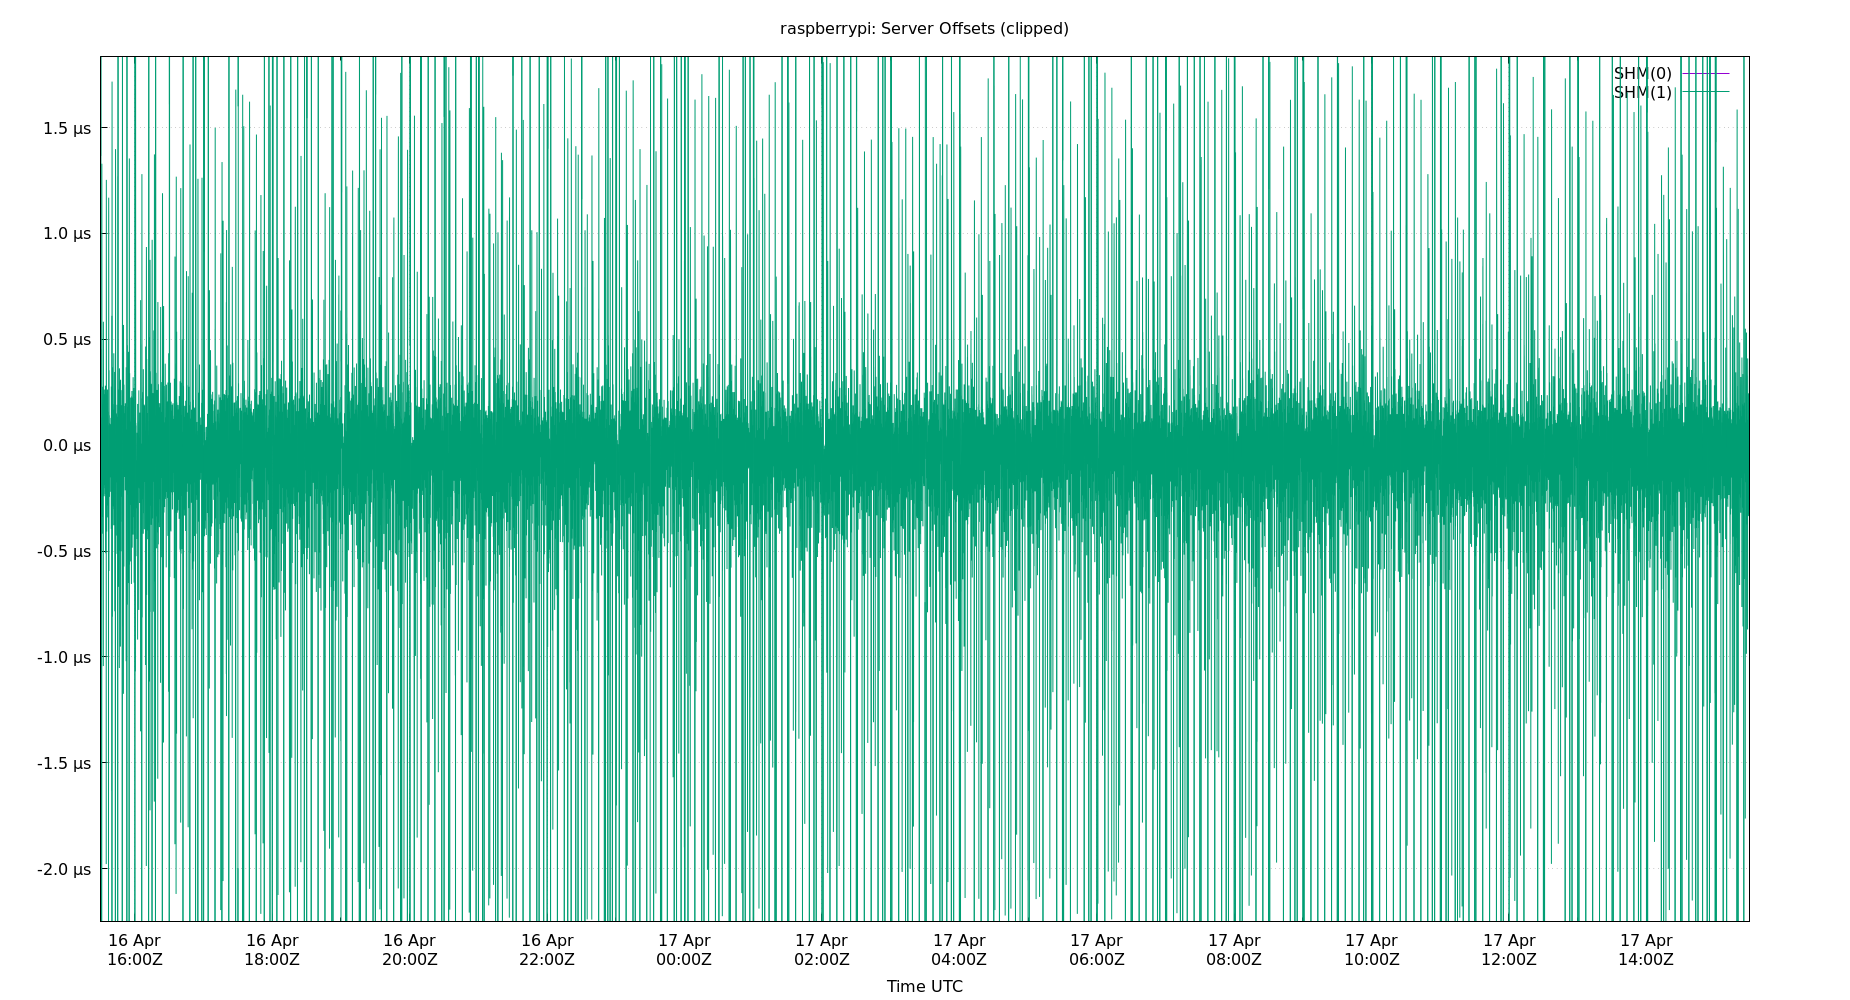 raspberrypi: Server Offsets (clipped)
SHM(0)
SHM(1)
1.5 µs
1.0 µs
0.5 µs
0.0 µs
-0.5 µs
-1.0 µs
-1.5 µs
-2.0 µs
16 Apr 16 Apr 16 Apr 16 Apr 17 Apr 17 Apr 17 Apr 17 Apr 17 Apr 17 Apr 17 Apr 17 Apr
16:00Z 18:00Z 20:00Z 22:00Z 00:00Z 02:00Z 04:00Z 06:00Z 08:00Z 10:00Z 12:00Z 14:00Z
Time UTC